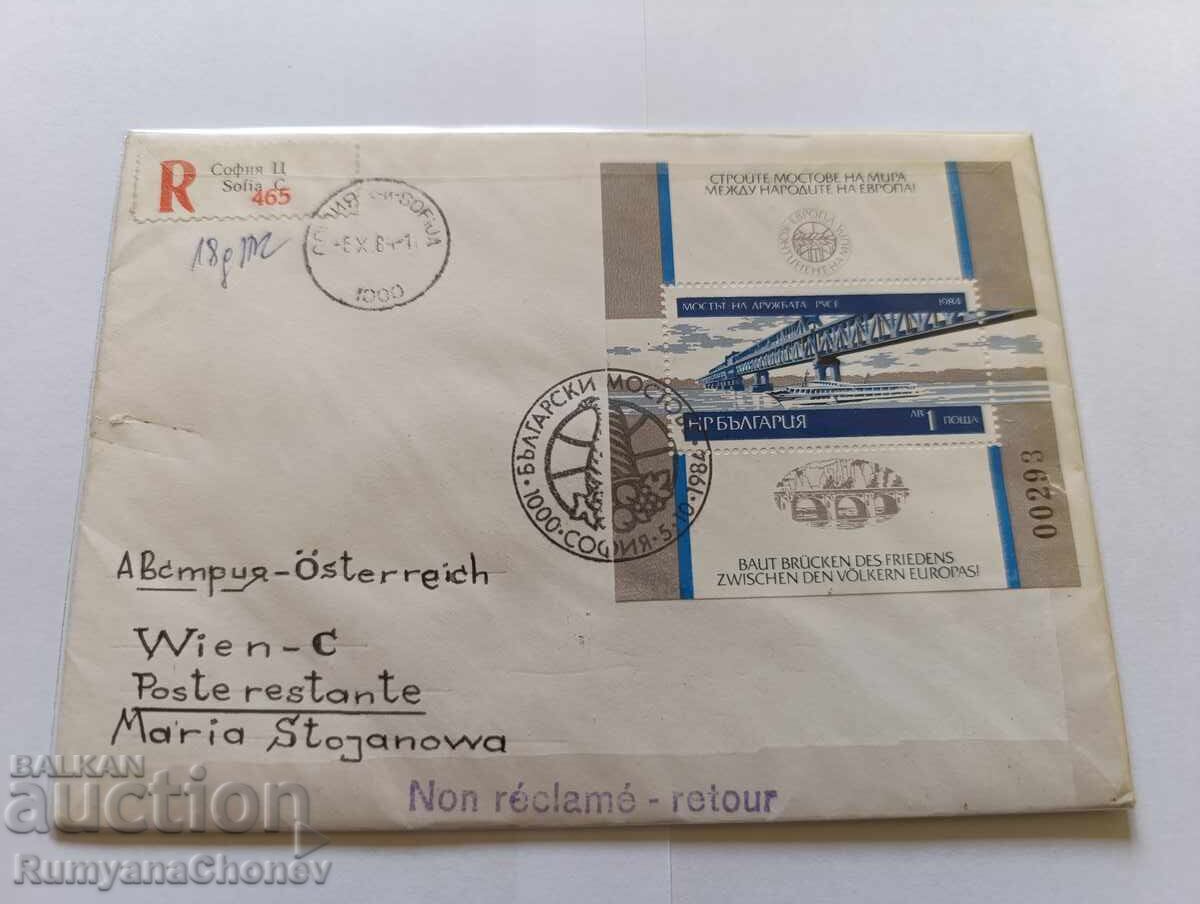 R
София Ц
Sofia C
465
1000
СТРОЙТЕ МОСТОВЕ НА МИРА
МЕЖДУ НАРОДИТЕ НА ЕВРОПА!
МОСТЪТ НА ДРУЖБАТА РУСЕ 1984
НР БЪЛГАРИЯ ЛВ 1 ПОЩА
00293
BAUT BRÜCKEN DES FRIEDENS
ZWISCHEN DEN VÖLKERN EUROPAS!
БЪЛГАРСКИ МОСТОВЕ
1000 · СОФИЯ · 5 · 10 · 1984
Австрия-Österreich
Wien-C
Poste restante
Maria Stojanowa
Non réclamé - retour
BALKAN
auction
RumyanaChonev